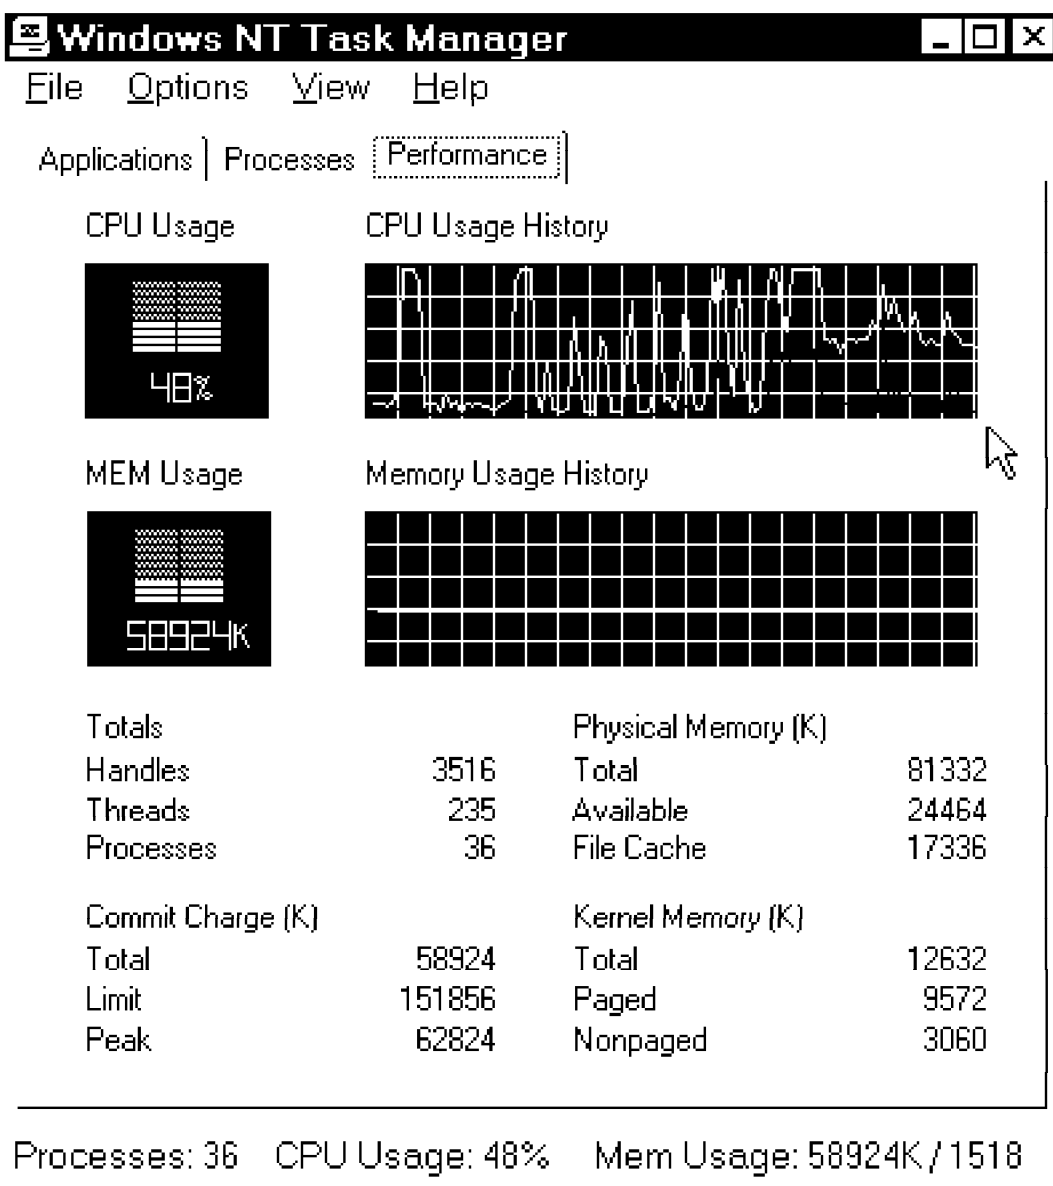 Windows NT Task Manager
File Options View Help
Applications Processes Performance
CPU Usage CPU Usage History
48%
MEM Usage Memory Usage History
58924K
Totals Physical Memory (K)
Handles 3516 Total 81332
Threads 235 Available 24464
Processes 36 File Cache 17336
Commit Charge (K) Kernel Memory (K)
Total 58924 Total 12632
Limit 151856 Paged 9572
Peak 62824 Nonpaged 3060
Processes: 36 CPU Usage: 48% Mem Usage: 58924K / 1518